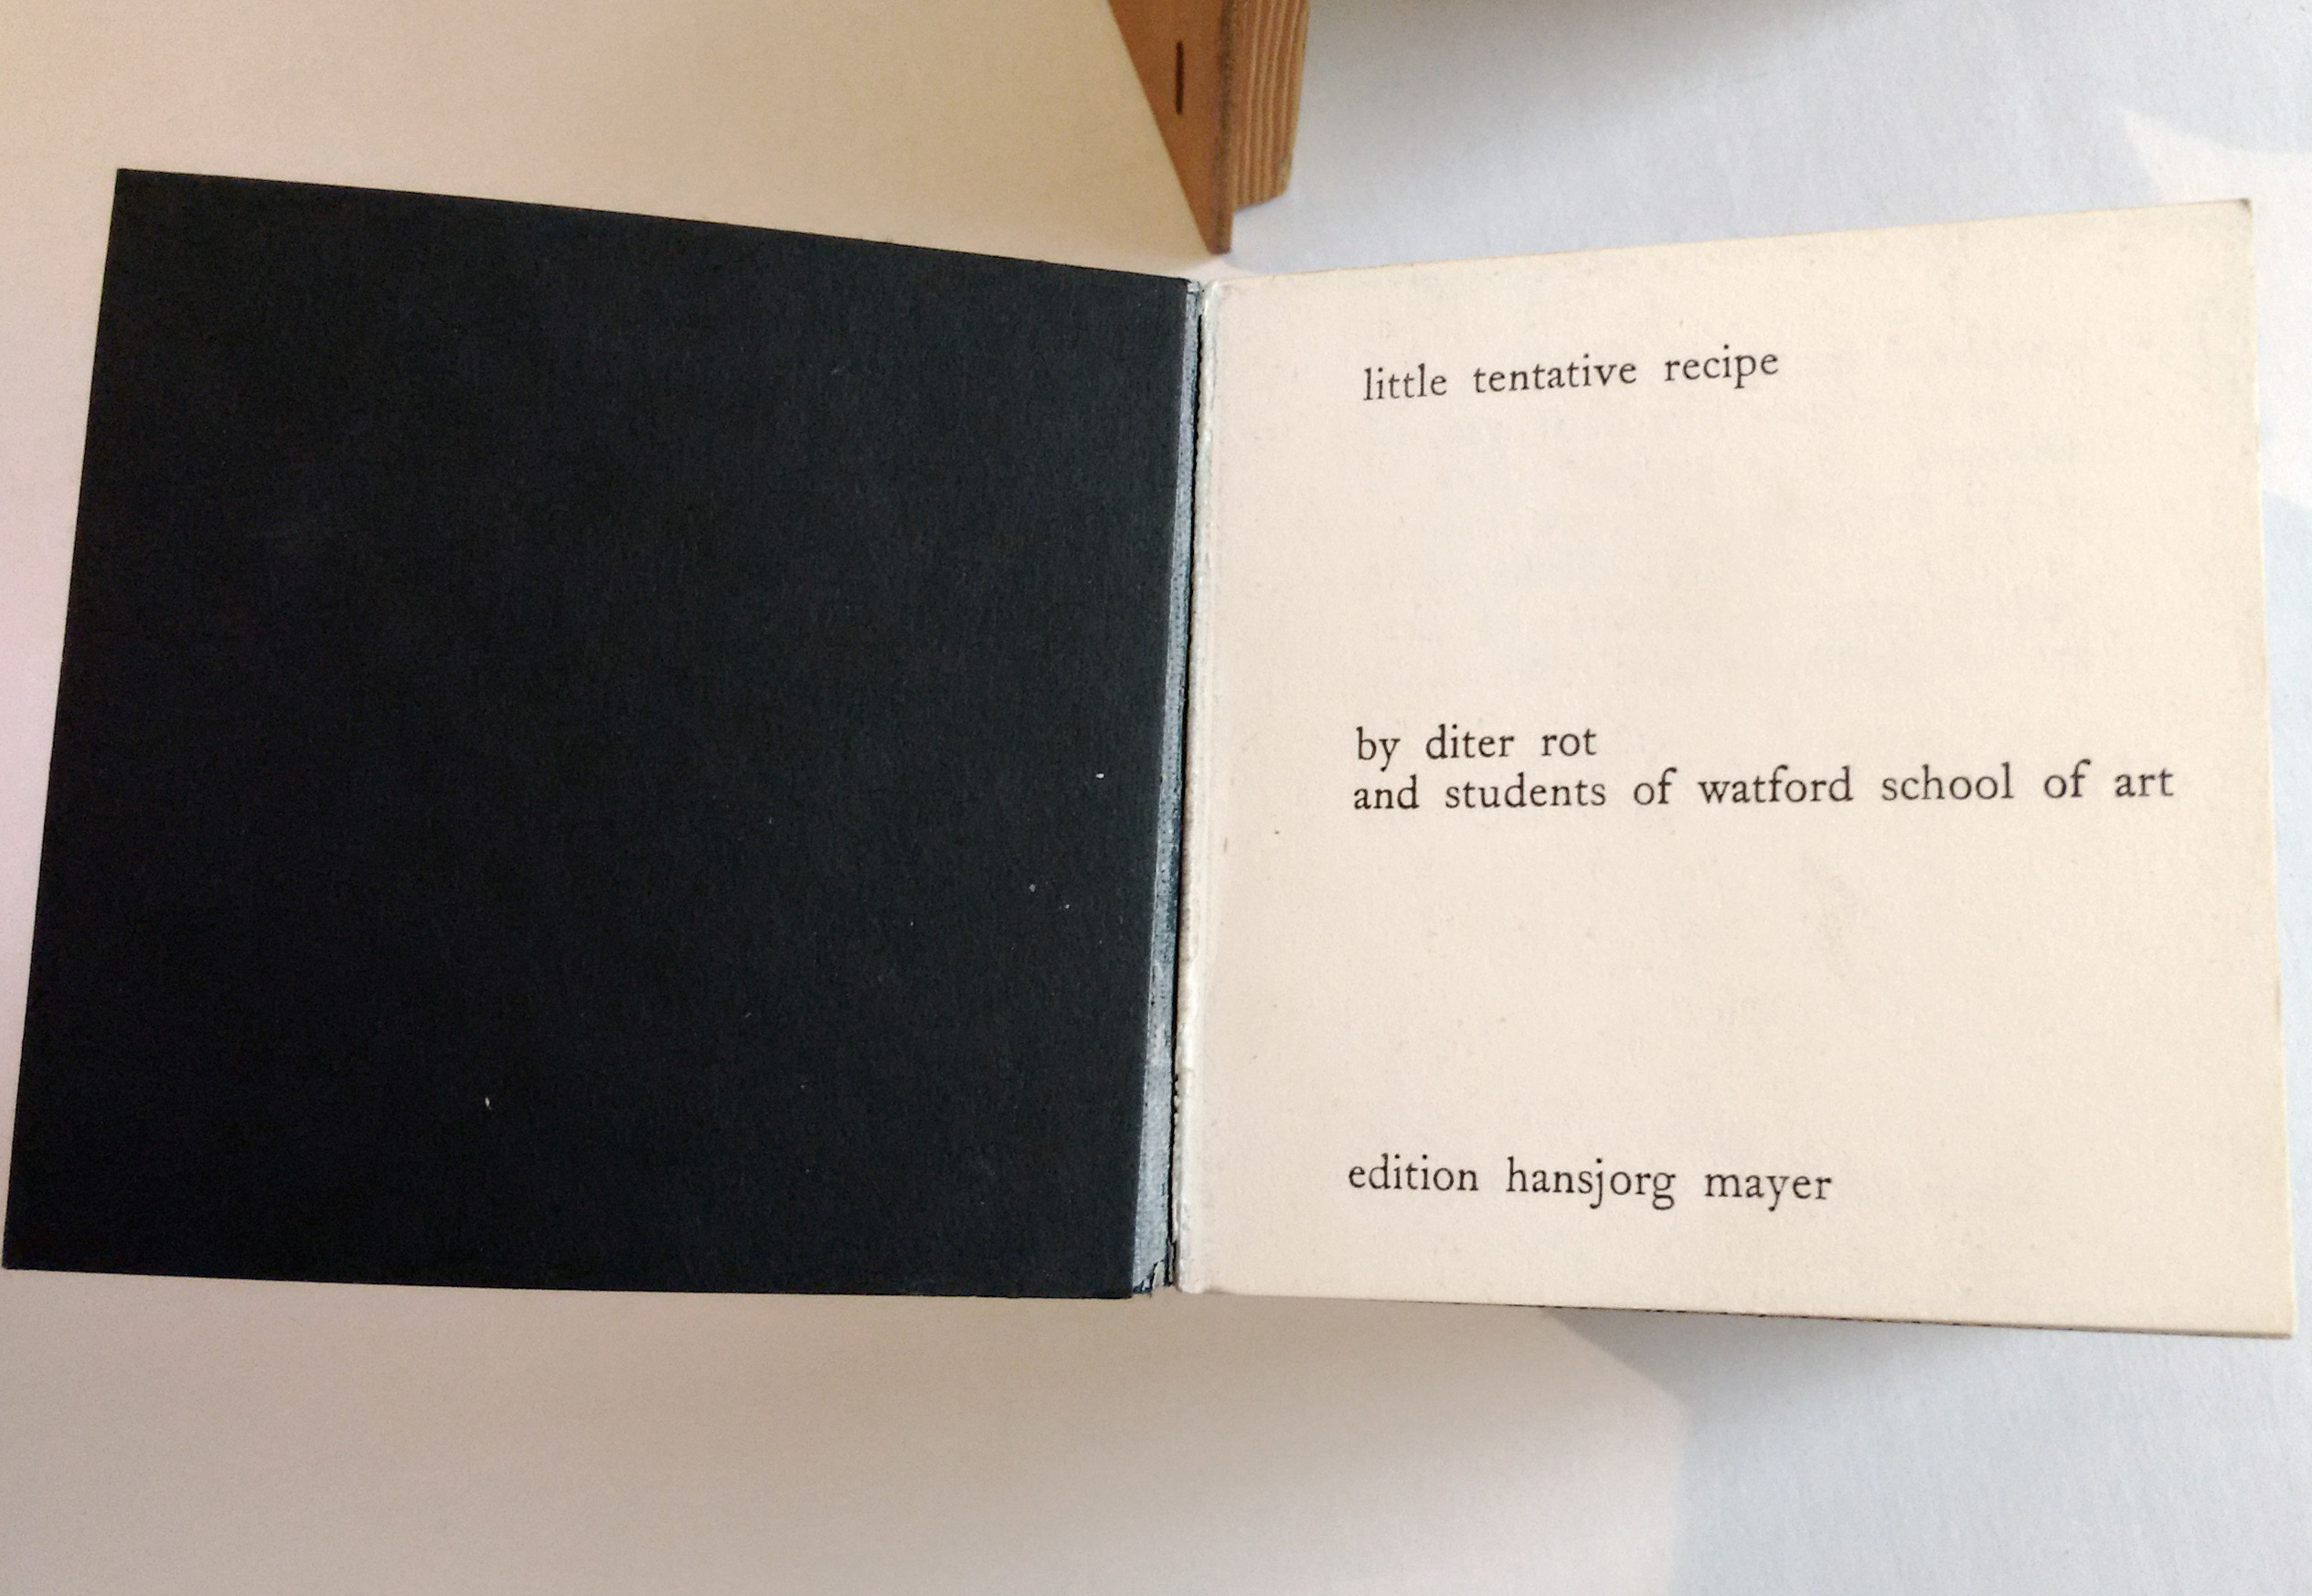 little tentative recipe
by diter rot
and students of watford school of art
edition hansjorg mayer